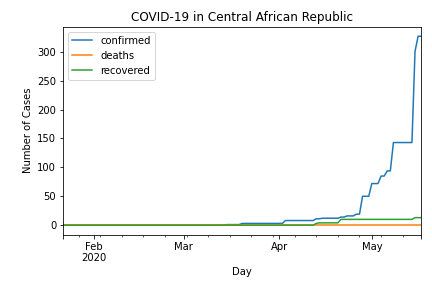 COVID-19 in Central African Republic
confirmed
deaths
recovered
Number of Cases
300
250
200
150
100
50
0
Feb
2020
Mar
Apr
May
Day